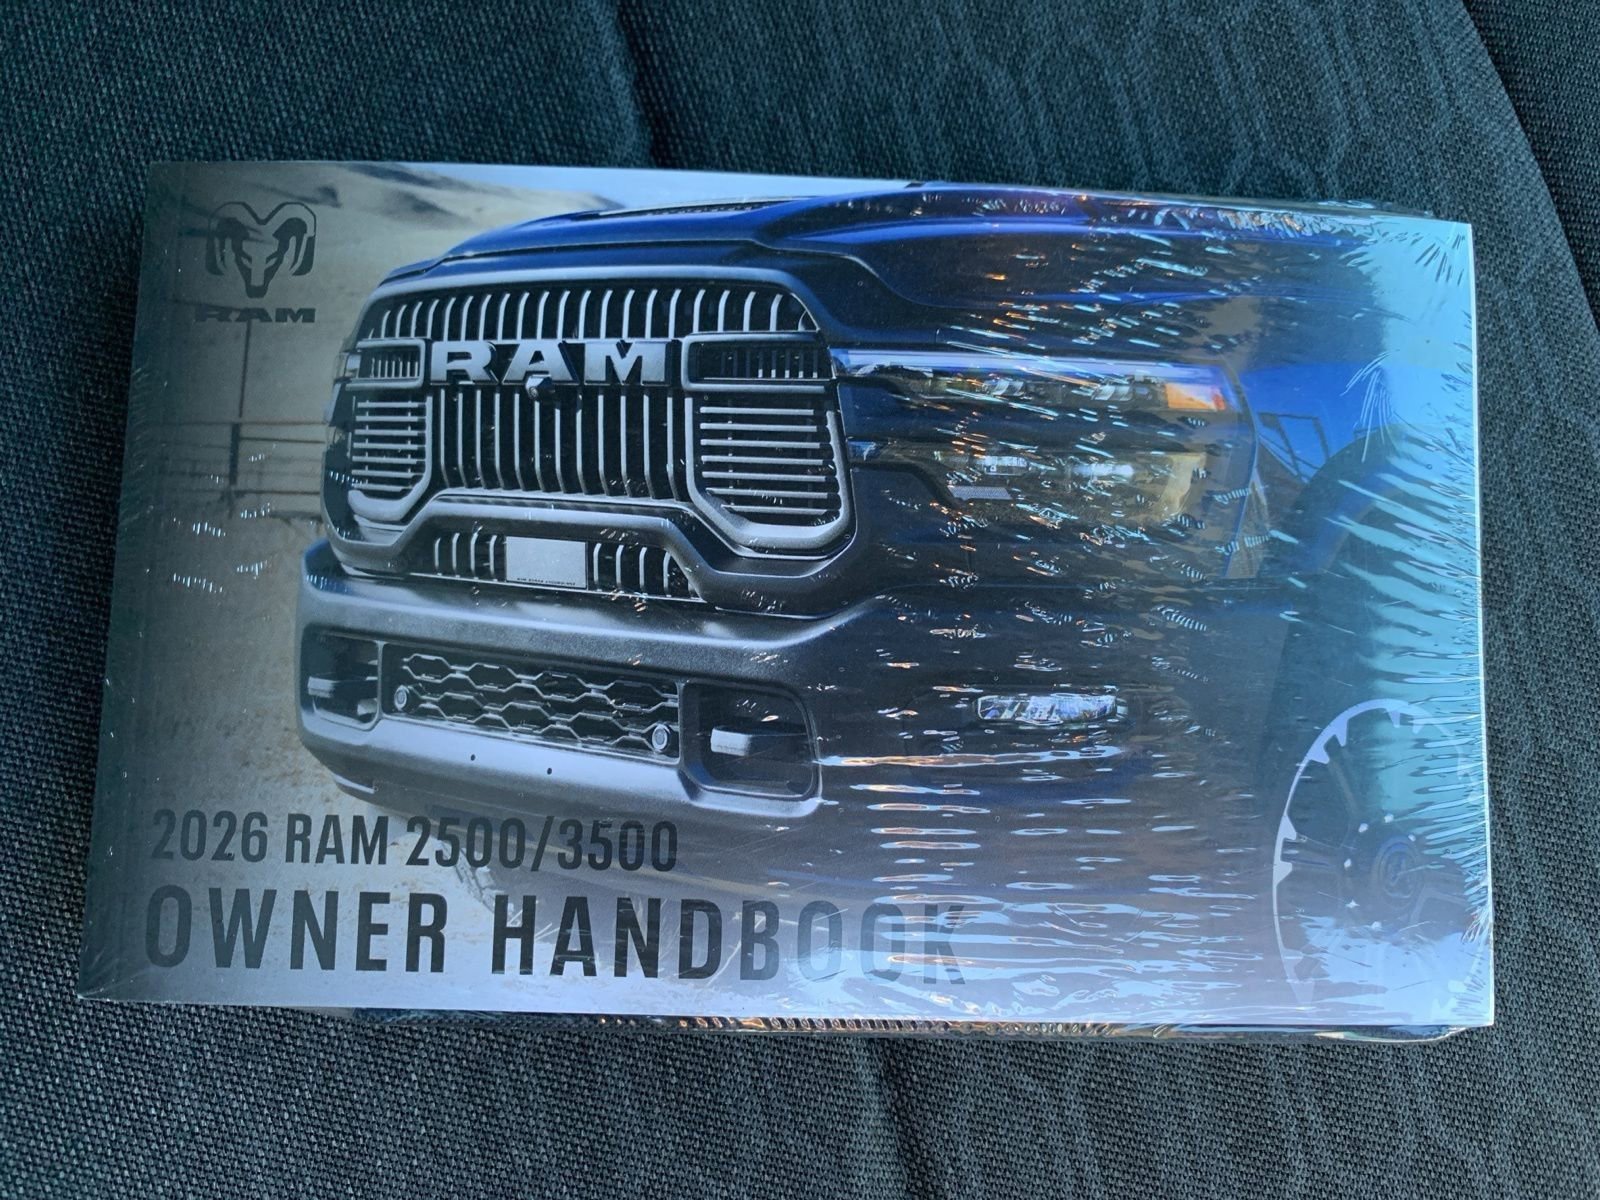 RAM
RAM
2026 RAM 2500/3500
OWNER HANDBOOK